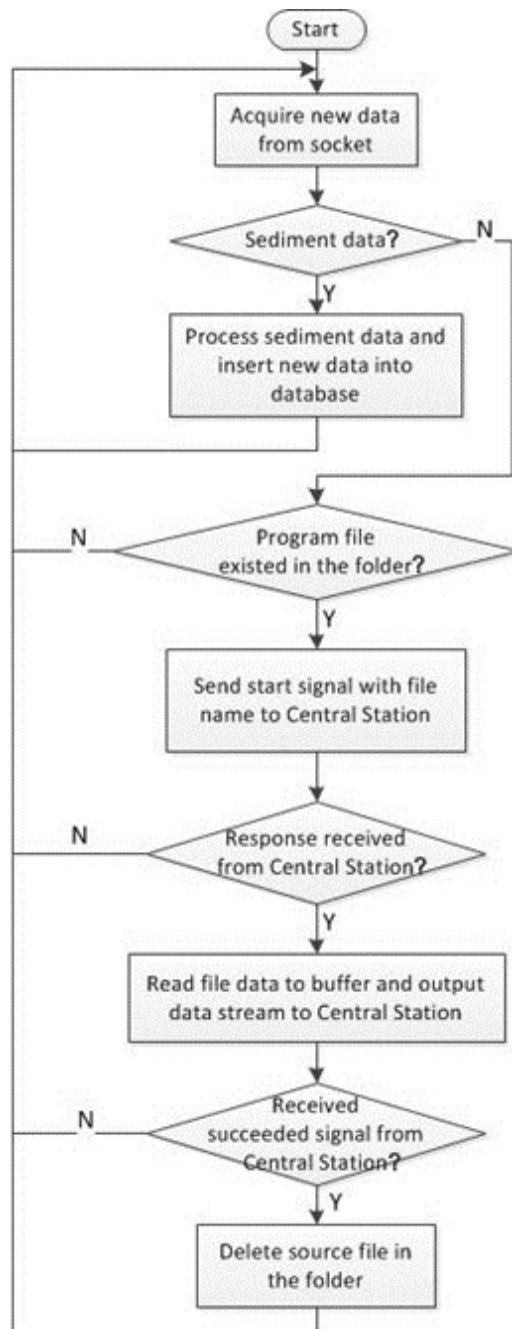 Start
Acquire new data
from socket
Sediment data?
N
Y
Process sediment data and
insert new data into
database
N
Program file
existed in the folder?
Y
Send start signal with file
name to Central Station
N
Response received
from Central Station?
Y
Read file data to buffer and output
data stream to Central Station
N
Received
succeeded signal from
Central Station?
Y
Delete source file in
the folder